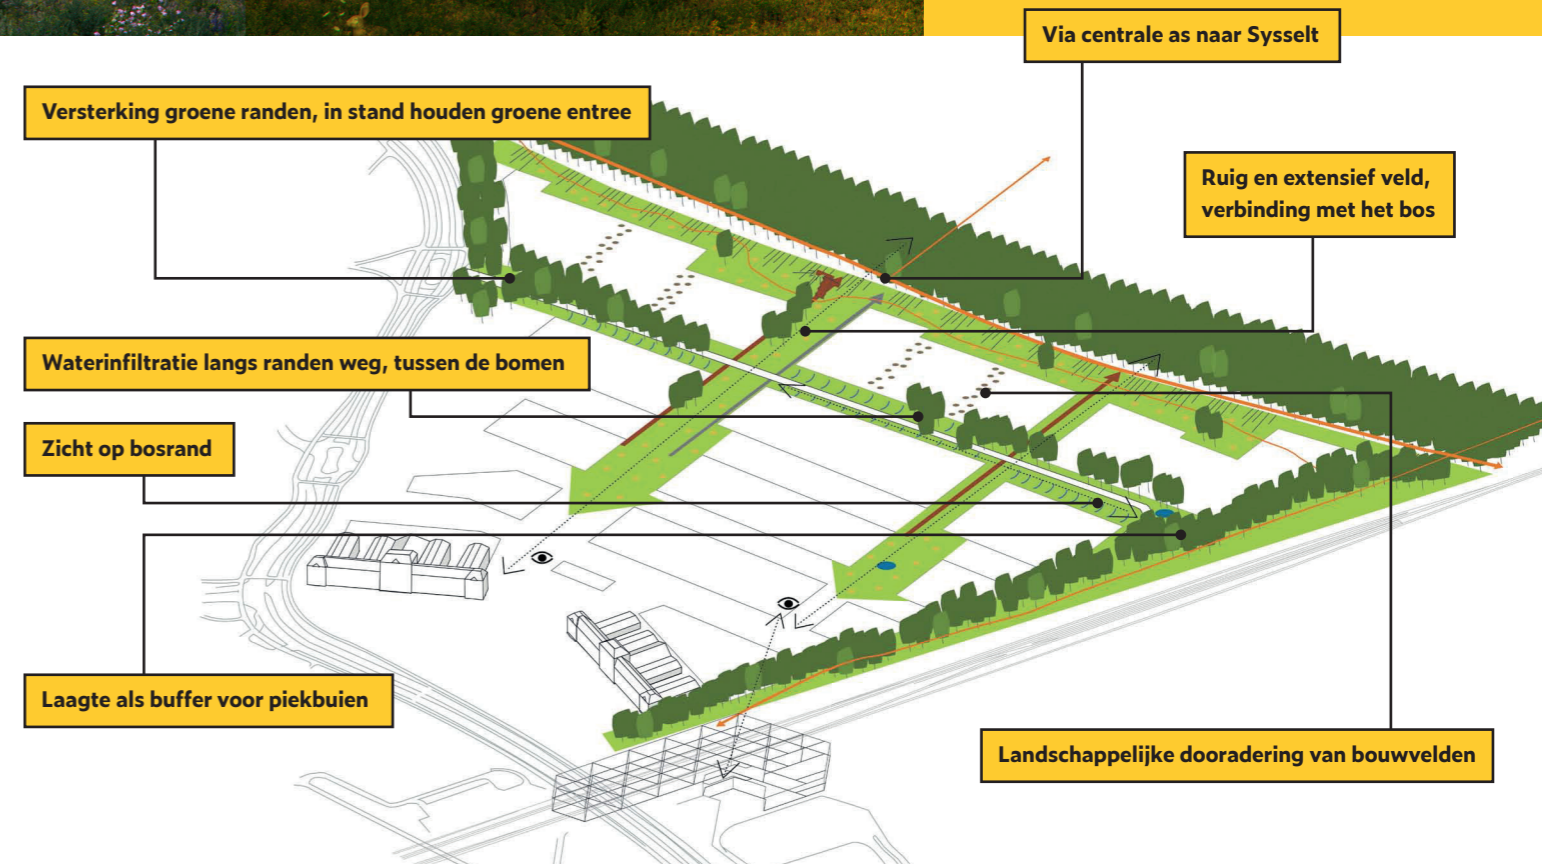 Via centrale as naar Sysselt
Versterking groene randen, in stand houden groene entree
Ruig en extensief veld,
verbinding met het bos
Waterinfiltratie langs randen weg, tussen de bomen
Zicht op bosrand
Laagte als buffer voor piekbuien
Landschappelijke dooradering van bouwvelden